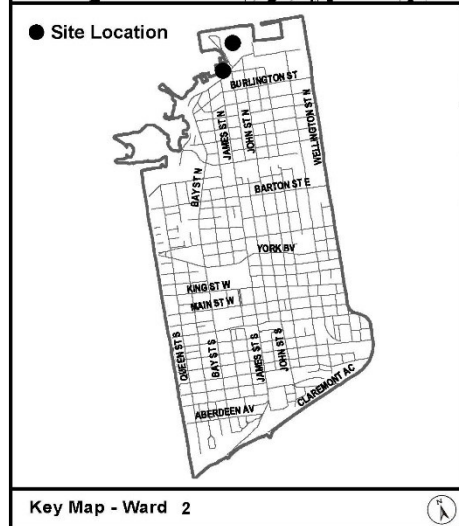 Site Location
BURLINGTON ST
JAMES ST N
JOHN ST N
WELLINGTON ST N
BAY ST N
BARTON ST E
YORK BV
KING ST W
MAIN ST W
QUEEN ST S
BAY ST S
JAMES ST S
JOHN ST S
CLAREMONT AC
ABERDEEN AV
Key Map - Ward 2
N